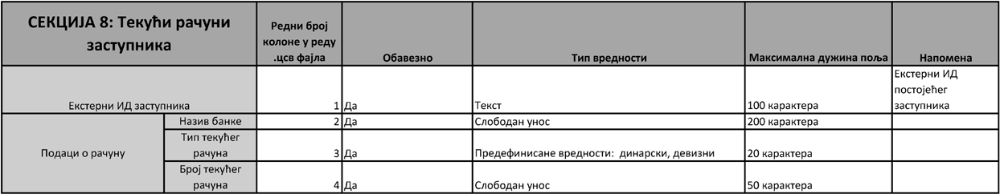 СЕКЦИЈА 8: Текући рачуни
заступника
Редни број
колоне у реду
.цсв фајла
Обавезно
Тип вредности
Максимална дужина поља
Напомена
Екстерни ИД заступника
1
Да
Текст
100 карактера
Екстерни ИД
постојећег
заступника
Подаци о рачуну
Назив банке
2
Да
Слободан унос
200 карактера
Тип текућег
рачуна
3
Да
Предефинисане вредности: динарски, девизни
20 карактера
Број текућег
рачуна
4
Да
Слободан унос
50 карактера